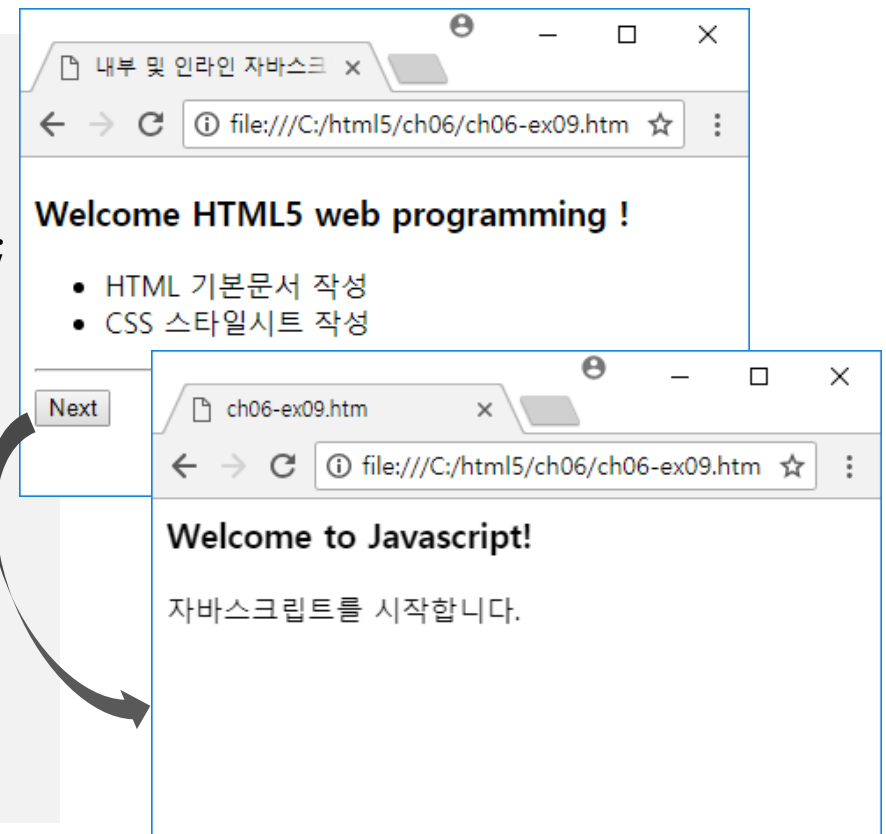 내부 및 인라인 자바스크
file:///C:/html5/ch06/ch06-ex09.htm
Welcome HTML5 web programming !
HTML 기본문서 작성
CSS 스타일시트 작성
Next
ch06-ex09.htm
file:///C:/html5/ch06/ch06-ex09.htm
Welcome to Javascript!
자바스크립트를 시작합니다.